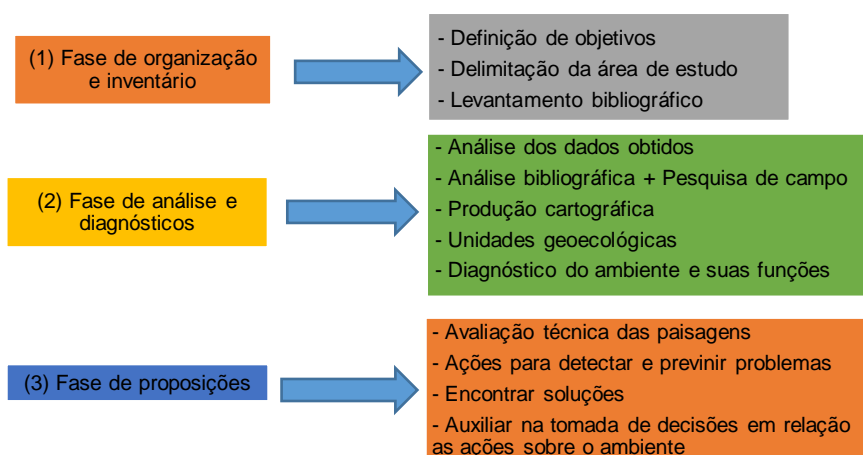 (1) Fase de organização
e inventário
- Definição de objetivos
- Delimitação da área de estudo
- Levantamento bibliográfico
(2) Fase de análise e
diagnósticos
- Análise dos dados obtidos
- Análise bibliográfica + Pesquisa de campo
- Produção cartográfica
- Unidades geoecológicas
- Diagnóstico do ambiente e suas funções
(3) Fase de proposições
- Avaliação técnica das paisagens
- Ações para detectar e previnir problemas
- Encontrar soluções
- Auxiliar na tomada de decisões em relação
as ações sobre o ambiente